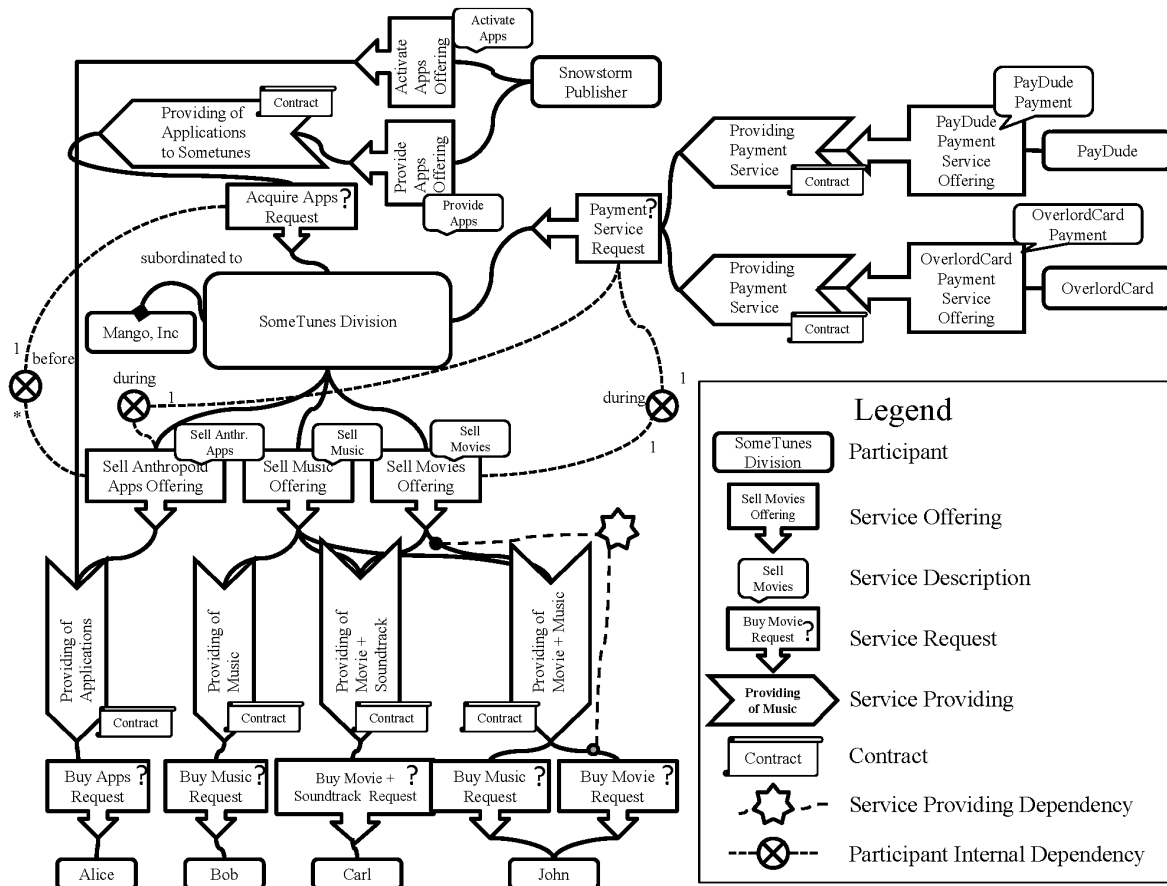 Activate
Apps
Activate
Apps
Offering
Snowstorm
Publisher
Contract
Providing of
Applications
to Sometunes
Provide
Apps
Offering
Provide
Apps
Acquire Apps ?
Request
Payment ?
Service
Request
Providing
Payment
Service
Contract
PayDude
Payment
PayDude
Payment
Service
Offering
PayDude
OverlordCard
Payment
Providing
Payment
Service
Contract
OverlordCard
Payment
Service
Offering
OverlordCard
subordinated to
Mango, Inc
SomeTunes Division
1
before
*
during
1
during
1
1
Sell Anthr.
Apps
Sell Anthropoid
Apps Offering
Sell
Music
Sell Music
Offering
Sell
Movies
Sell Movies
Offering
Providing of
Applications
Contract
Providing of
Music
Contract
Providing of
Movie +
Soundtrack
Contract
Providing of
Movie + Music
Contract
Buy Apps ?
Request
Buy Music ?
Request
Buy Movie + ?
Soundtrack Request
Buy Music ?
Request
Buy Movie ?
Request
Alice
Bob
Carl
John
Legend
SomeTunes
Division
Participant
Sell Movies
Offering
Service Offering
Sell
Movies
Service Description
Buy Movie
Request ?
Service Request
Providing
of Music
Service Providing
Contract
Contract
Service Providing Dependency
Participant Internal Dependency